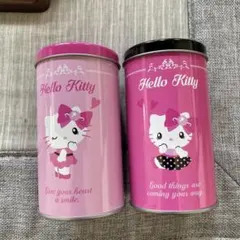 Hello Kitty
Give your heart
a smile.
Hello Kitty
Good things are
coming your way.